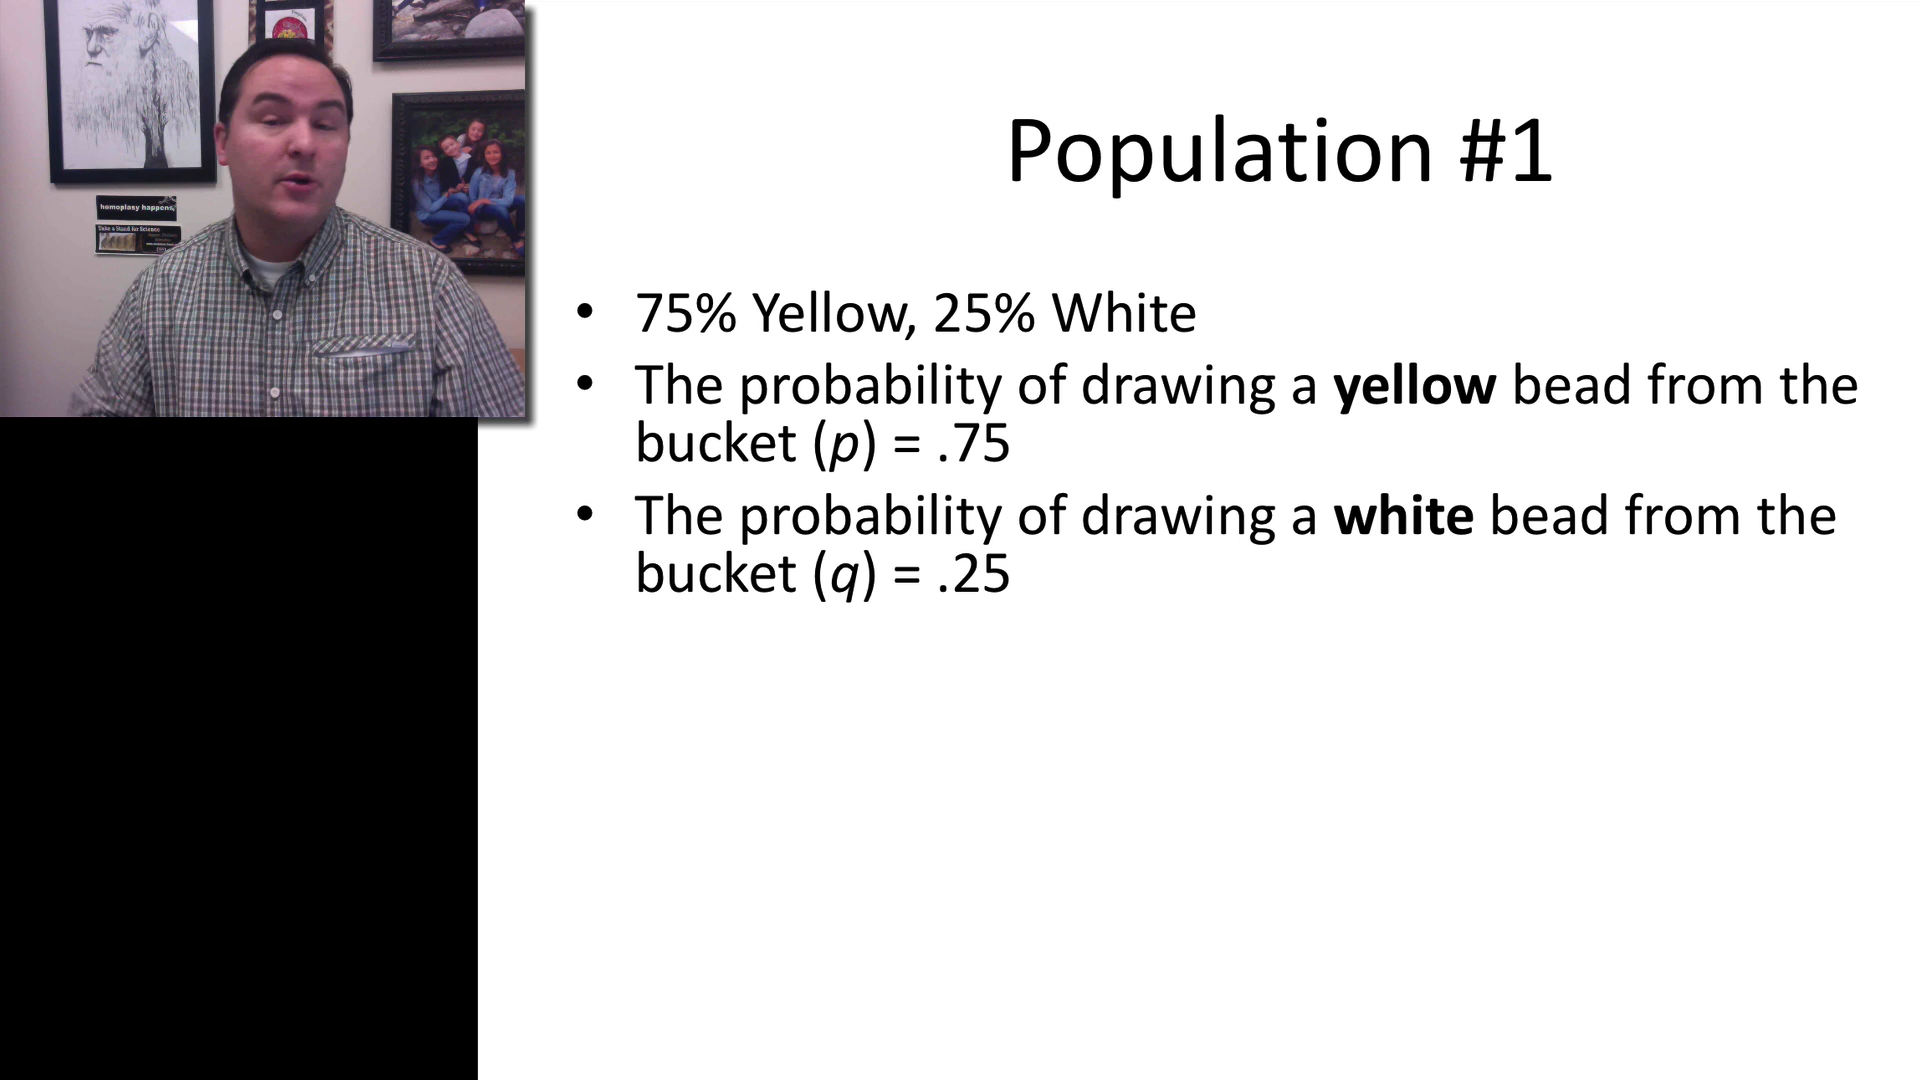 Population #1
• 75% Yellow, 25% White
• The probability of drawing a yellow bead from the
bucket (p) = .75
• The probability of drawing a white bead from the
bucket (q) = .25
homoplasy happens
Take a Stand for Science